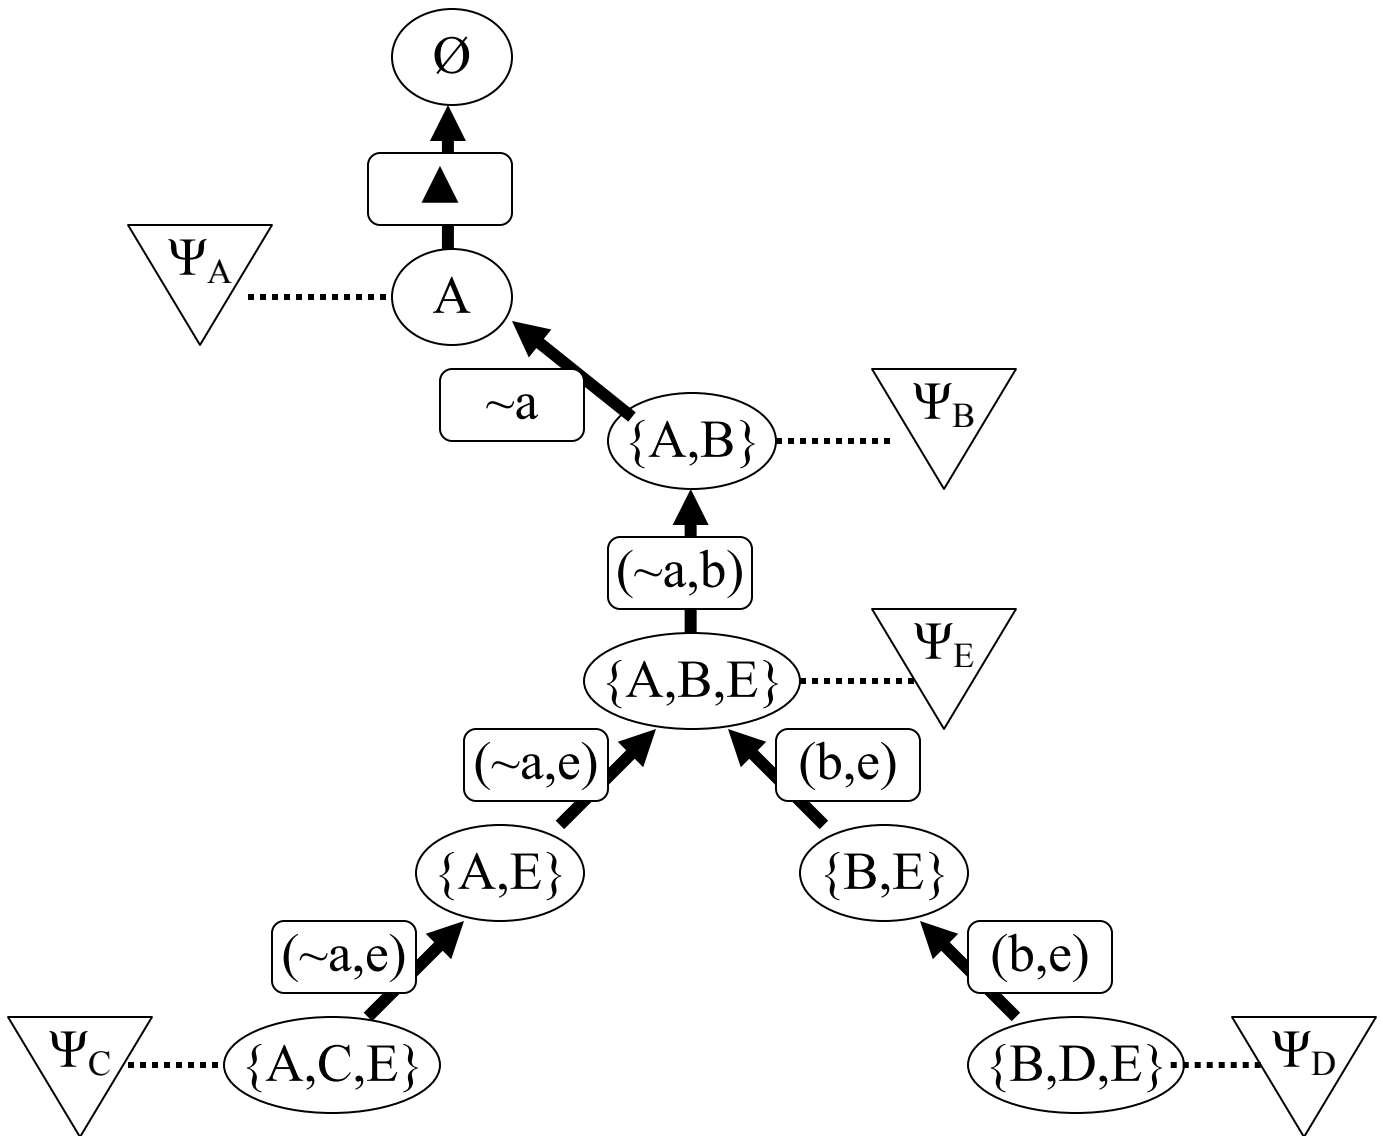 Ø
▲
Ψ_A
A
~a
{A,B}
Ψ_B
(~a,b)
{A,B,E}
Ψ_E
(~a,e)
(b,e)
{A,E}
{B,E}
(~a,e)
(b,e)
Ψ_C
{A,C,E}
{B,D,E}
Ψ_D